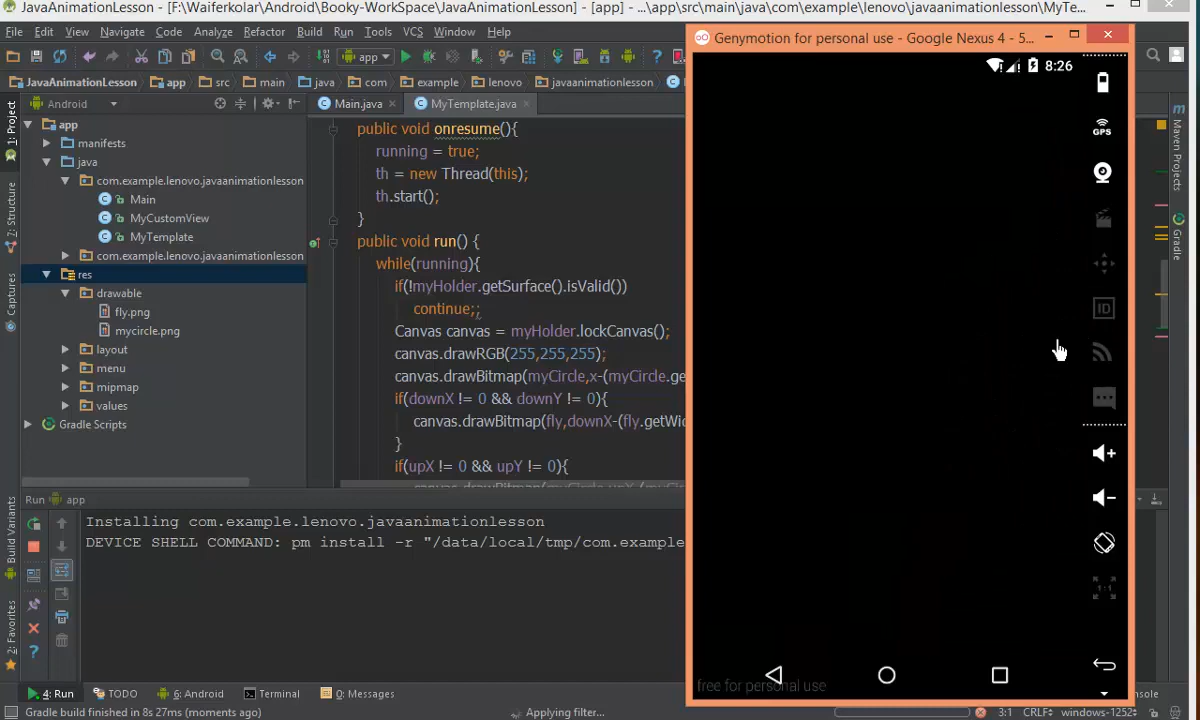 JavaAnimationLesson - [F:\Waiferkolar\Android\Booky-WorkSpace\JavaAnimationLesson] - [app] - ...\app\src\main\java\com\example\lenovo\javaanimationlesson\MyTe...
File Edit View Navigate Code Analyze Refactor Build Run Tools VCS Window Help
app
JavaAnimationLesson app src main java com example lenovo javaanimationlesson
Android
Main.java MyTemplate.java
1: Project
Structure
Captures
Build Variants
2: Favorites
app
manifests
java
com.example.lenovo.javaanimationlesson
Main
MyCustomView
MyTemplate
com.example.lenovo.javaanimationlesson
res
drawable
fly.png
mycircle.png
layout
menu
mipmap
values
Gradle Scripts
public void onresume(){
running = true;
th = new Thread(this);
th.start();
}
public void run() {
while(running){
if(!myHolder.getSurface().isValid())
continue;;
Canvas canvas = myHolder.lockCanvas();
canvas.drawRGB(255,255,255);
canvas.drawBitmap(myCircle,x-(myCircle.ge
if(downX != 0 && downY != 0){
canvas.drawBitmap(fly,downX-(fly.getWid
}
if(upX != 0 && upY != 0){
Genymotion for personal use - Google Nexus 4 - 5...
8:26
GPS
ID
1:1
free for personal use
Maven Projects
Gradle
Run app
Installing com.example.lenovo.javaanimationlesson
DEVICE SHELL COMMAND: pm install -r "/data/local/tmp/com.example
4: Run TODO 6: Android Terminal 0: Messages
Gradle build finished in 8s 27ms (moments ago) Applying filter... 3:1 CRLF windows-1252